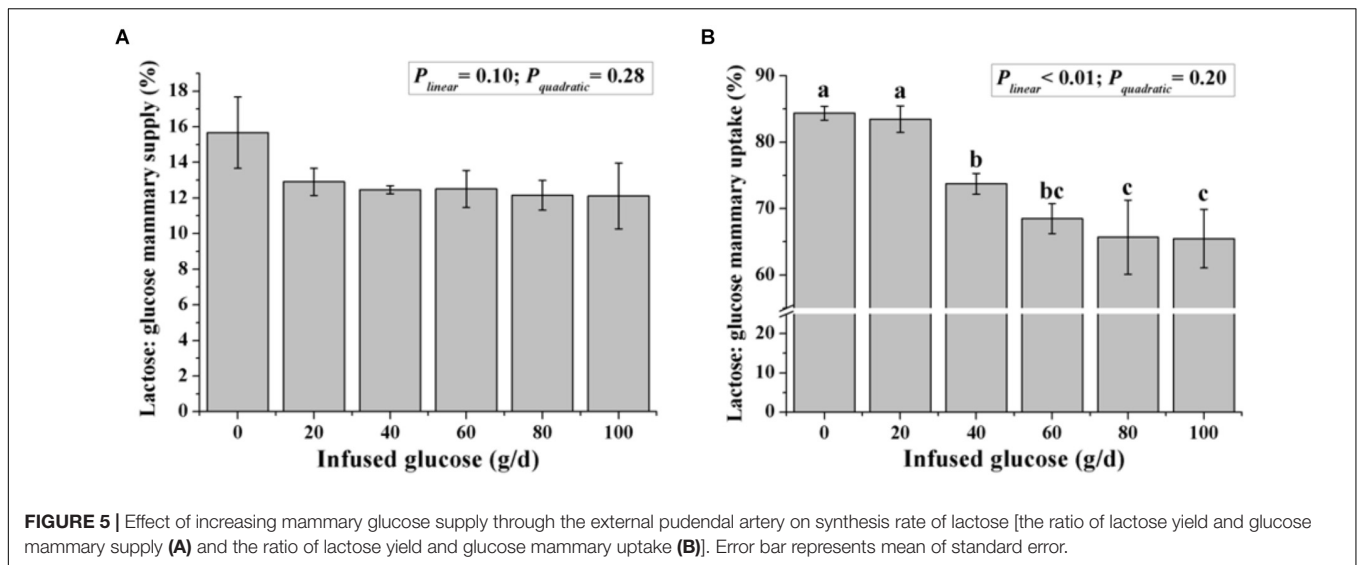 A
P linear = 0.10; P quadratic = 0.28
Lactose: glucose mammary supply (%)
18
16
14
12
10
8
6
4
2
0
0 20 40 60 80 100
Infused glucose (g/d)
B
P linear < 0.01; P quadratic = 0.20
Lactose: glucose mammary uptake (%)
90
80
70
60
20
10
0
a a b bc c c
0 20 40 60 80 100
Infused glucose (g/d)
FIGURE 5 | Effect of increasing mammary glucose supply through the external pudendal artery on synthesis rate of lactose [the ratio of lactose yield and glucose
mammary supply (A) and the ratio of lactose yield and glucose mammary uptake (B)]. Error bar represents mean of standard error.